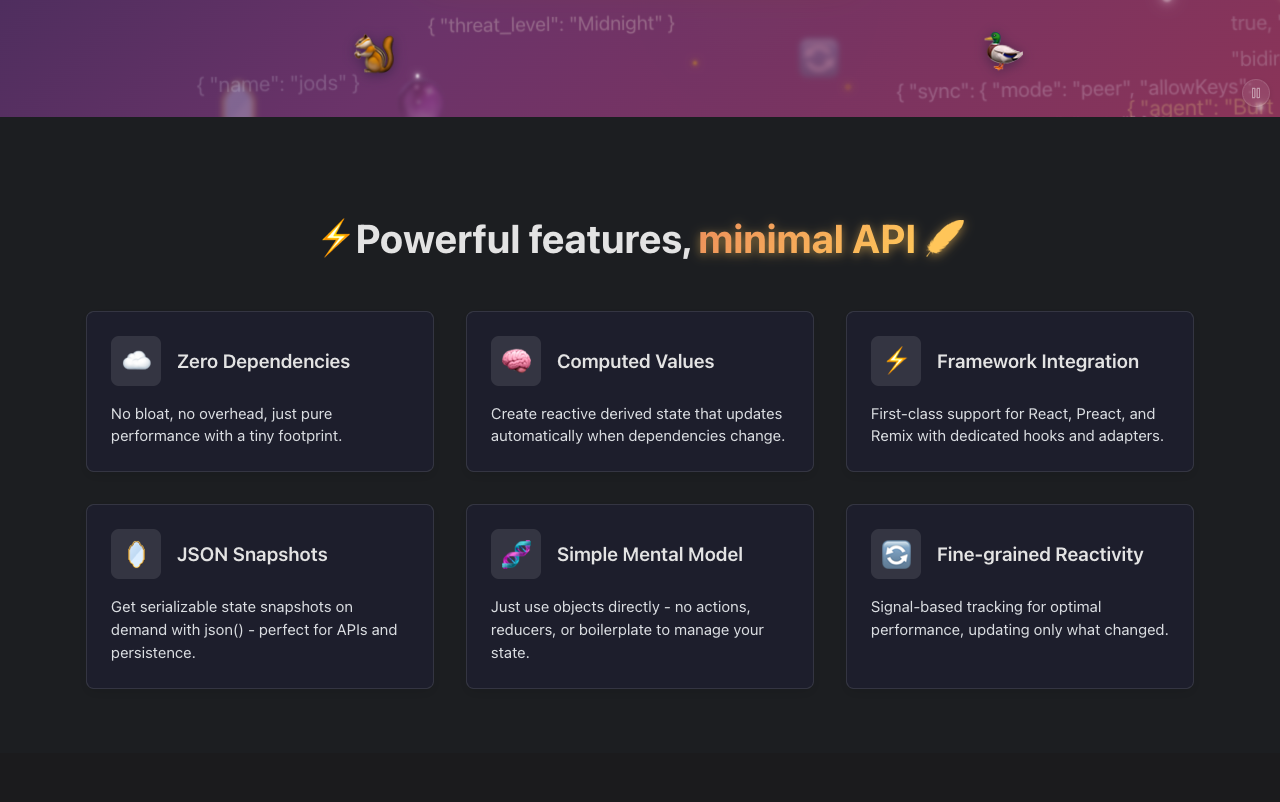 { "threat_level": "Midnight" }
true,
"bidir
{ "name": "jods" }
{ "sync": { "mode": "peer", "allowKeys"
{ "agent": "Burt
Powerful features, minimal API
Zero Dependencies
No bloat, no overhead, just pure
performance with a tiny footprint.
Computed Values
Create reactive derived state that updates
automatically when dependencies change.
Framework Integration
First-class support for React, Preact, and
Remix with dedicated hooks and adapters.
JSON Snapshots
Get serializable state snapshots on
demand with json() - perfect for APIs and
persistence.
Simple Mental Model
Just use objects directly - no actions,
reducers, or boilerplate to manage your
state.
Fine-grained Reactivity
Signal-based tracking for optimal
performance, updating only what changed.